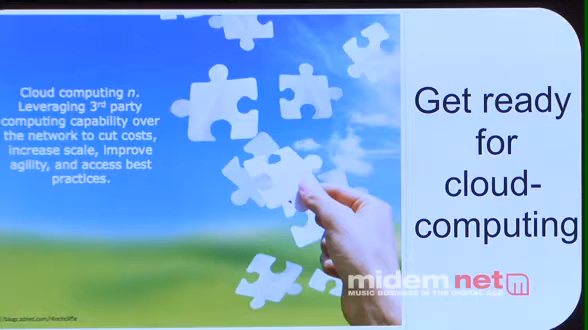 Cloud computing n.
Leveraging 3rd party
computing capability over
the network to cut costs,
increase scale, improve
agility, and access best
practices.
Get ready
for
cloud-
computing
midem net m
MUSIC BUSINESS IN THE DIGITAL AGE